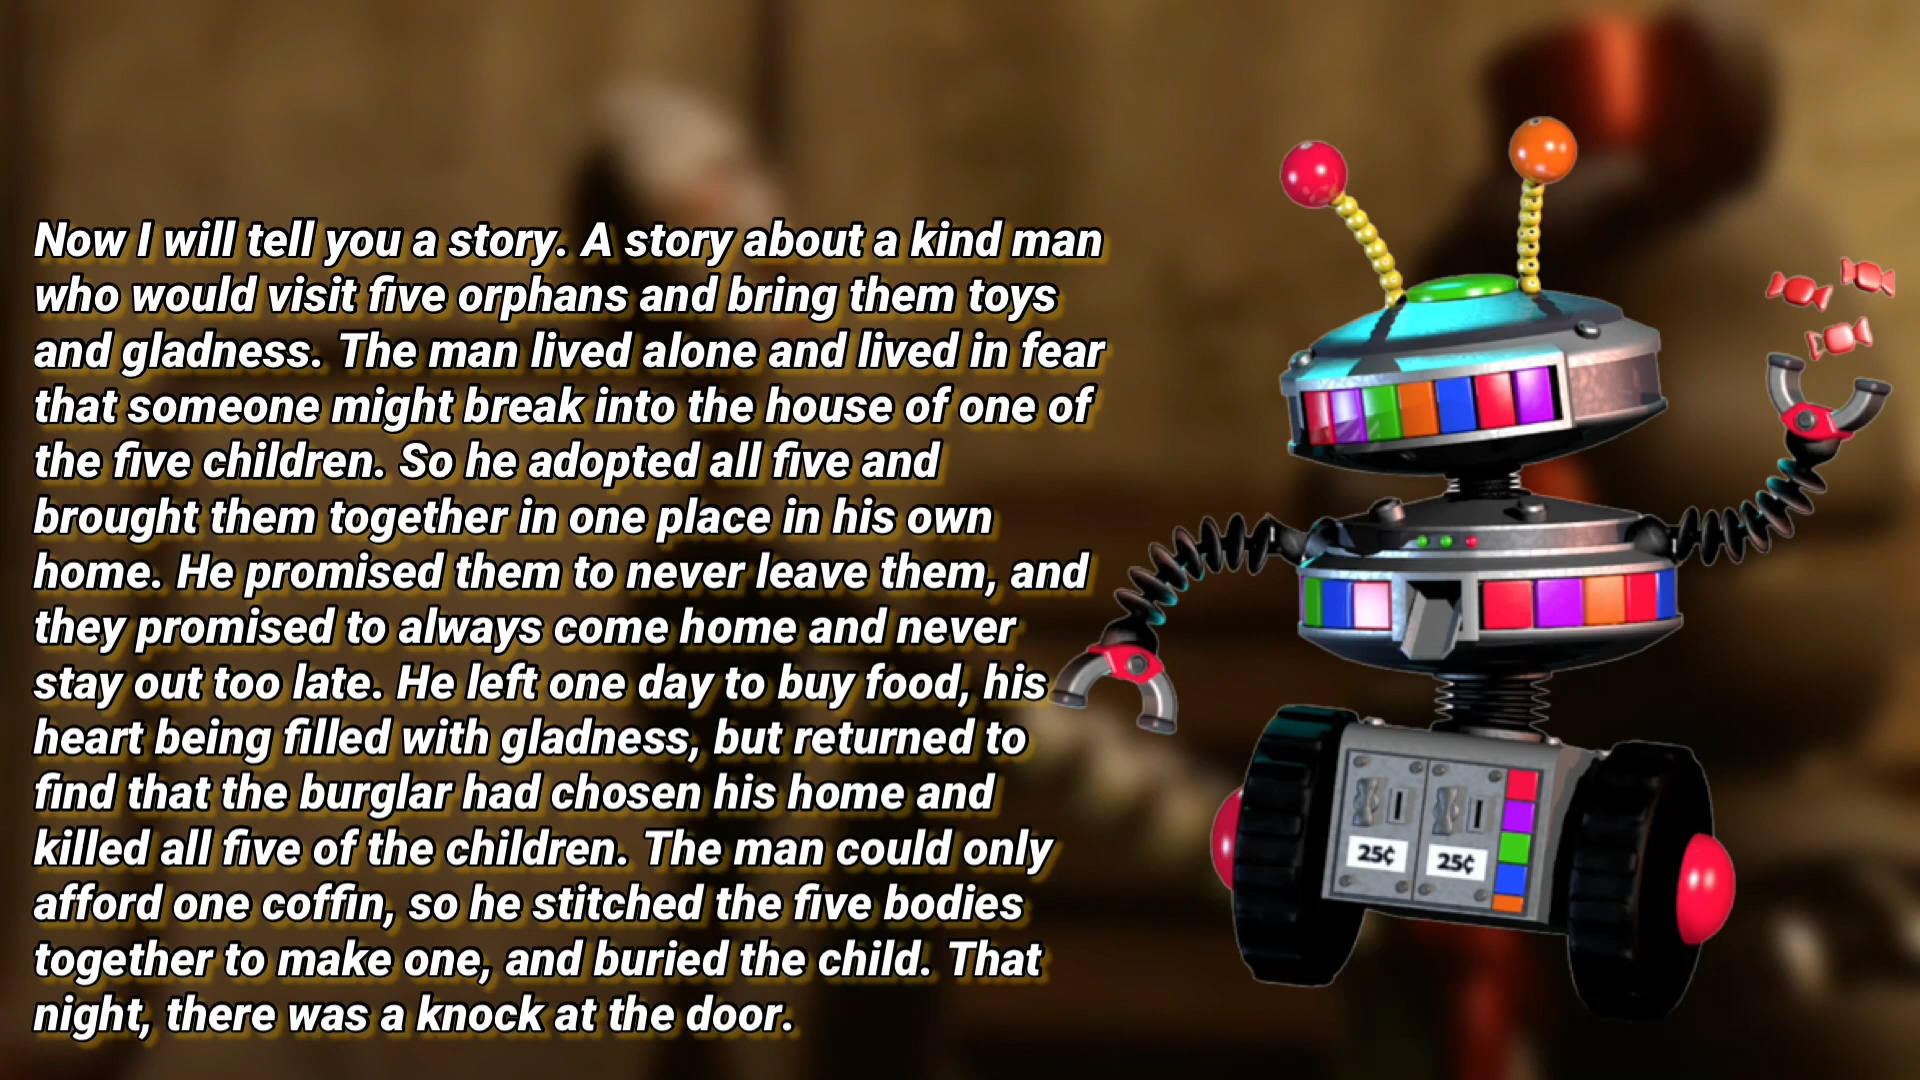 Now I will tell you a story. A story about a kind man
who would visit five orphans and bring them toys
and gladness. The man lived alone and lived in fear
that someone might break into the house of one of
the five children. So he adopted all five and
brought them together in one place in his own
home. He promised them to never leave them, and
they promised to always come home and never
stay out too late. He left one day to buy food, his
heart being filled with gladness, but returned to
find that the burglar had chosen his home and
killed all five of the children. The man could only
afford one coffin, so he stitched the five bodies
together to make one, and buried the child. That
night, there was a knock at the door.
25¢ 25¢